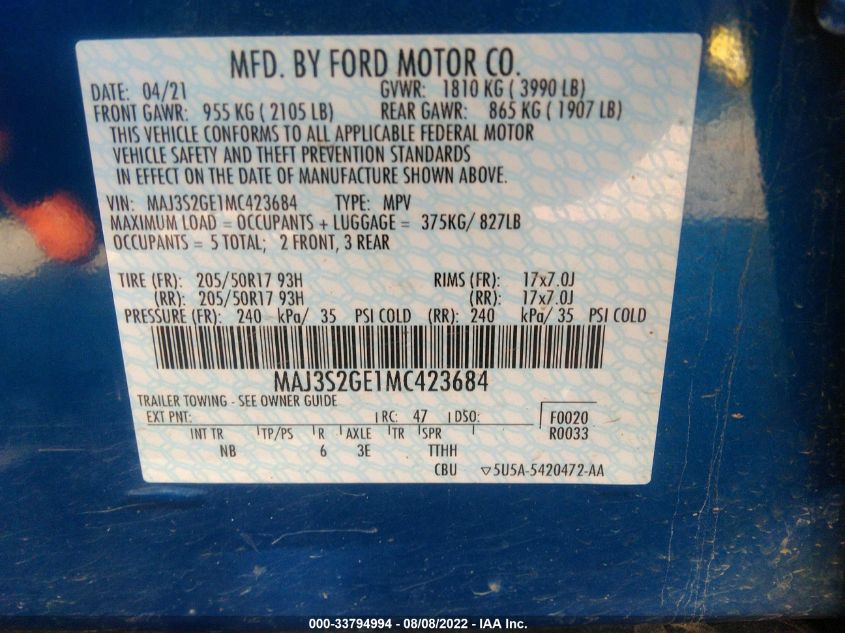 MFD. BY FORD MOTOR CO.
DATE: 04/21 GVWR: 1810 KG ( 3990 LB)
FRONT GAWR: 955 KG ( 2105 LB) REAR GAWR: 865 KG ( 1907 LB)
THIS VEHICLE CONFORMS TO ALL APPLICABLE FEDERAL MOTOR
VEHICLE SAFETY AND THEFT PREVENTION STANDARDS
IN EFFECT ON THE DATE OF MANUFACTURE SHOWN ABOVE.
VIN: MAJ3S2GE1MC423684 TYPE: MPV
MAXIMUM LOAD = OCCUPANTS + LUGGAGE = 375KG/ 827LB
OCCUPANTS = 5 TOTAL; 2 FRONT, 3 REAR
TIRE (FR): 205/50R17 93H RIMS (FR): 17x7.0J
(RR): 205/50R17 93H (RR): 17x7.0J
PRESSURE (FR): 240 kPa/ 35 PSI COLD (RR): 240 kPa/ 35 PSI COLD
MAJ3S2GE1MC423684
TRAILER TOWING - SEE OWNER GUIDE
EXT PNT: RC: 47 DSO: F0020
INT TR TP/PS R AXLE TR SPR R0033
NB 6 3E TTHH
CBU ▽5U5A-5420472-AA
000-33794994 - 08/08/2022 - IAA Inc.